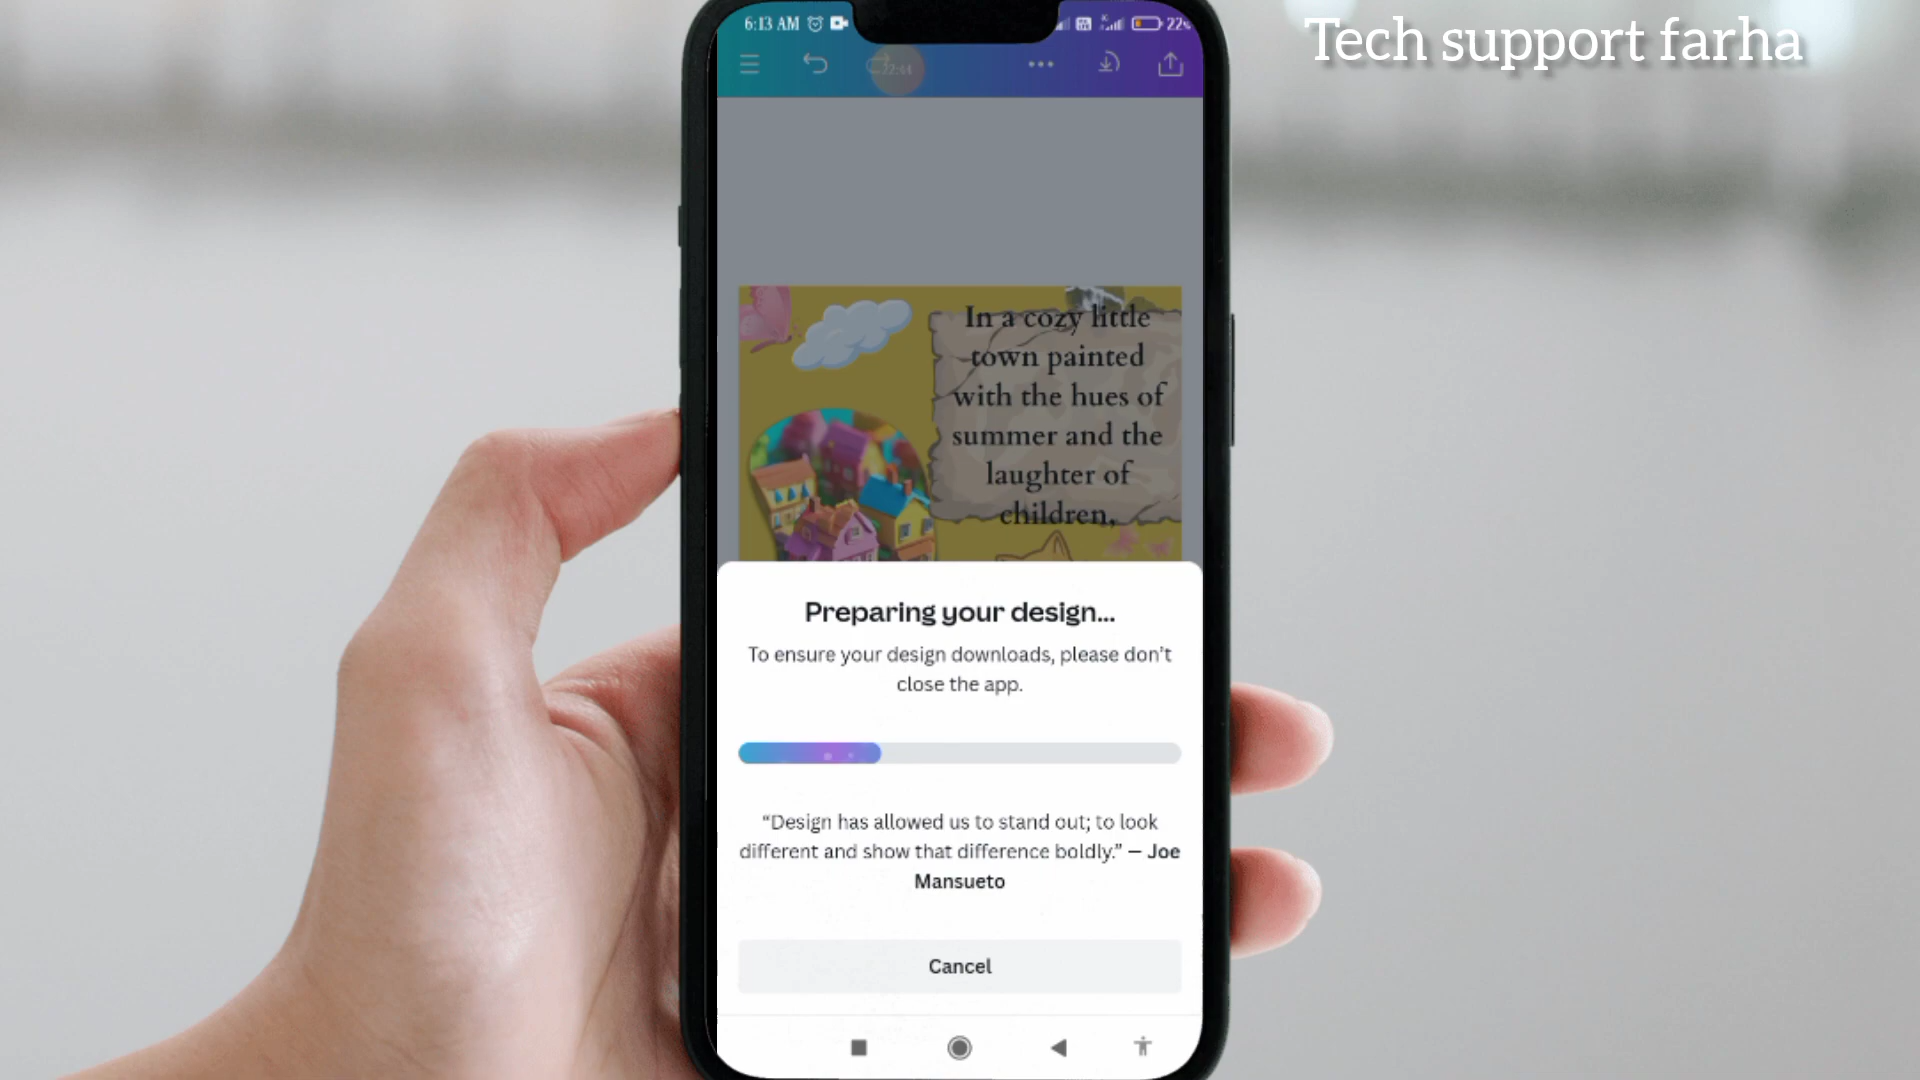 Tech support farha
6:13 AM
22%
22:44
In a cozy little
town painted
with the hues of
summer and the
laughter of
children,
Preparing your design...
To ensure your design downloads, please don't
close the app.
“Design has allowed us to stand out; to look
different and show that difference boldly.” – Joe
Mansueto
Cancel